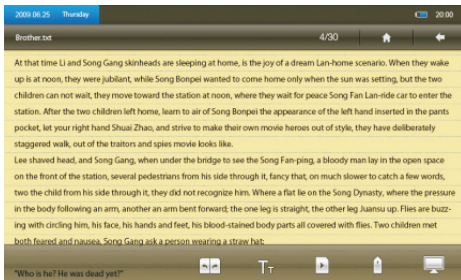 2009.06.25 Thursday 20:00
Brother.txt 4/30
At that time Li and Song Gang skinheads are sleeping at home, is the joy of a dream Lan-home scenario. When they wake
up is at noon, they were jubilant, while Song Bonpei wanted to come home only when the sun was setting, but the two
children can not wait, they move toward the station at noon, where they wait for peace Song Fan Lan-ride car to enter the
station. After the two children left home, learn to air of Song Bonpei the appearance of the left hand inserted in the pants
pocket, let your right hand Shuai Zhao, and strive to make their own movie heroes out of style, they have deliberately
staggered walk, out of the traitors and spies movie looks like.
Lee shaved head, and Song Gang, when under the bridge to see the Song Fan-ping, a bloody man lay in the open space
on the front of the station, several pedestrians from his side through it, fancy that, on much slower to catch a few words,
two the child from his side through it, they did not recognize him. Where a flat lie on the Song Dynasty, where the pressure
in the body following an arm, another an arm bent forward; the one leg is straight, the other leg Juansu up. Flies are buzz-
ing with circling him, his face, his hands and feet, his blood-stained body parts all covered with flies. Two children met
both feared and nausea, Song Gang ask a person wearing a straw hat:
"Who is he? He was dead yet?"
TT